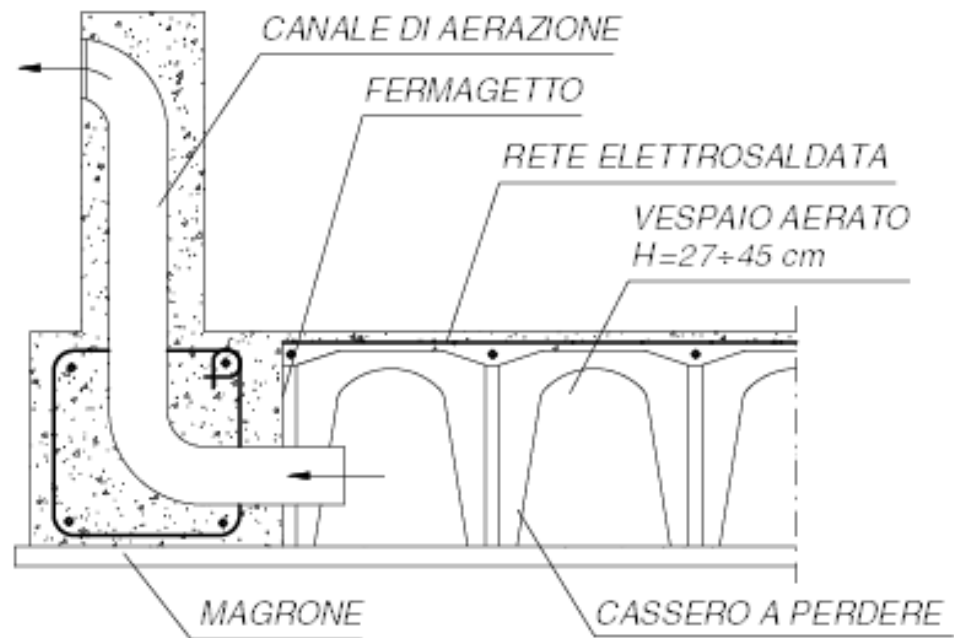 CANALE DI AERAZIONE
FERMAGETTO
RETE ELETTROSALDATA
VESPAIO AERATO
H=27÷45 cm
MAGRONE
CASSERO A PERDERE